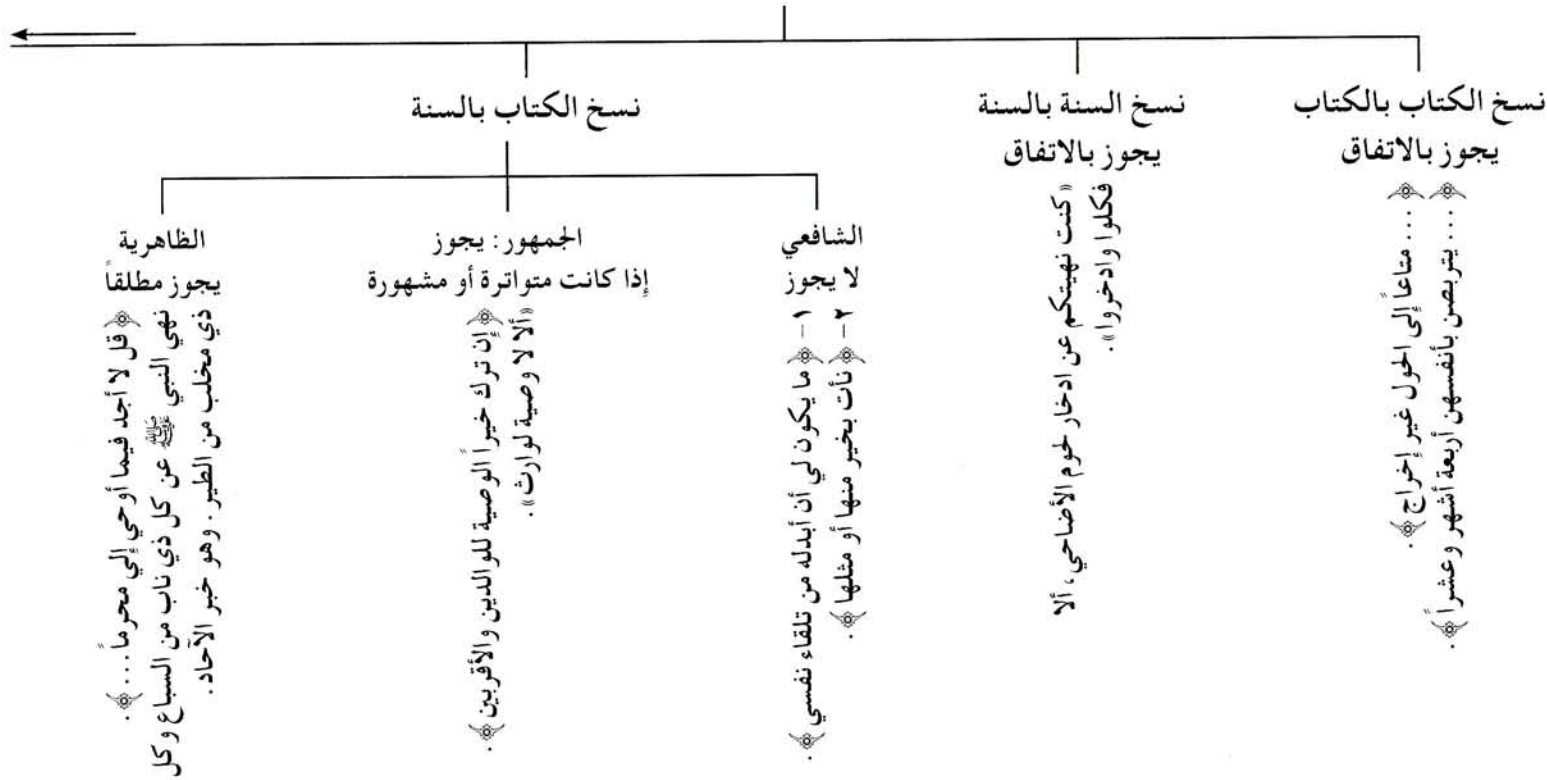 نسخ الكتاب بالكتاب
يجوز بالاتفاق
... متاعاً إلى الحول غير إخراج .
... يتربصن بأنفسهن أربعة أشهر وعشراً .
نسخ السنة بالسنة
يجوز بالاتفاق
«كنت نهيتكم عن ادخار لحوم الأضاحي، ألا
فكلوا وادخروا».
نسخ الكتاب بالسنة
الشافعي
لا يجوز
١ - ﴿ما يكون لي أن أبدله من تلقاء نفسي﴾.
٢ - ﴿نأت بخير منها أو مثلها﴾.
الجمهور: يجوز
إذا كانت متواترة أو مشهورة
﴿إن ترك خيراً الوصية للوالدين والأقربين﴾.
«ألا لا وصية لوارث».
الظاهرية
يجوز مطلقاً
﴿قل لا أجد فيما أوحي إلي محرماً....﴾.
نهي النبي ﷺ عن كل ذي ناب من السباع وكل
ذي مخلب من الطير. وهو خبر الآحاد.